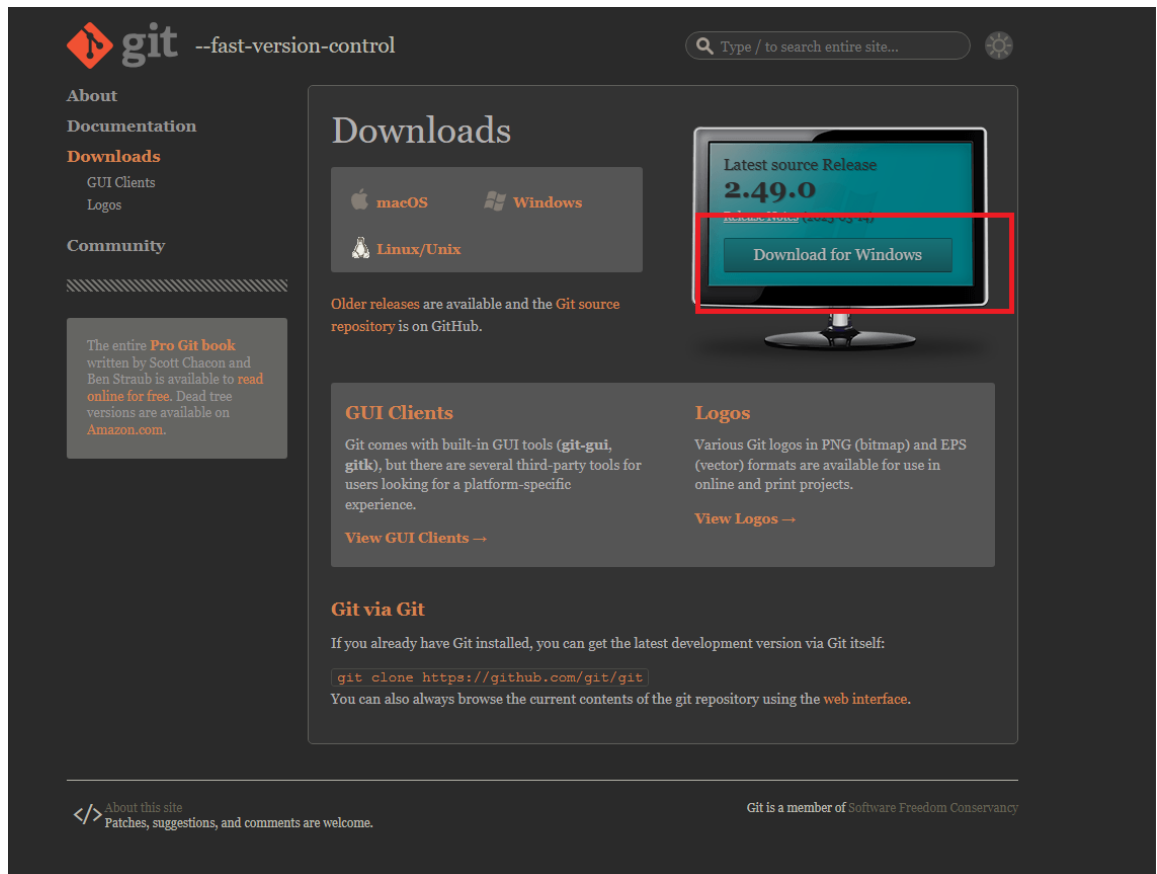 git --fast-version-control
Type / to search entire site...
About
Documentation
Downloads
GUI Clients
Logos
Community
The entire Pro Git book
written by Scott Chacon and
Ben Straub is available to read
online for free. Dead tree
versions are available on
Amazon.com.
Downloads
macOS
Windows
Linux/Unix
Older releases are available and the Git source
repository is on GitHub.
Latest source Release
2.49.0
Release Notes (2025-03-14)
Download for Windows
GUI Clients
Git comes with built-in GUI tools (git-gui,
gitk), but there are several third-party tools for
users looking for a platform-specific
experience.
View GUI Clients →
Logos
Various Git logos in PNG (bitmap) and EPS
(vector) formats are available for use in
online and print projects.
View Logos →
Git via Git
If you already have Git installed, you can get the latest development version via Git itself:
git clone https://github.com/git/git
You can also always browse the current contents of the git repository using the web interface.
</> About this site
Patches, suggestions, and comments are welcome.
Git is a member of Software Freedom Conservancy